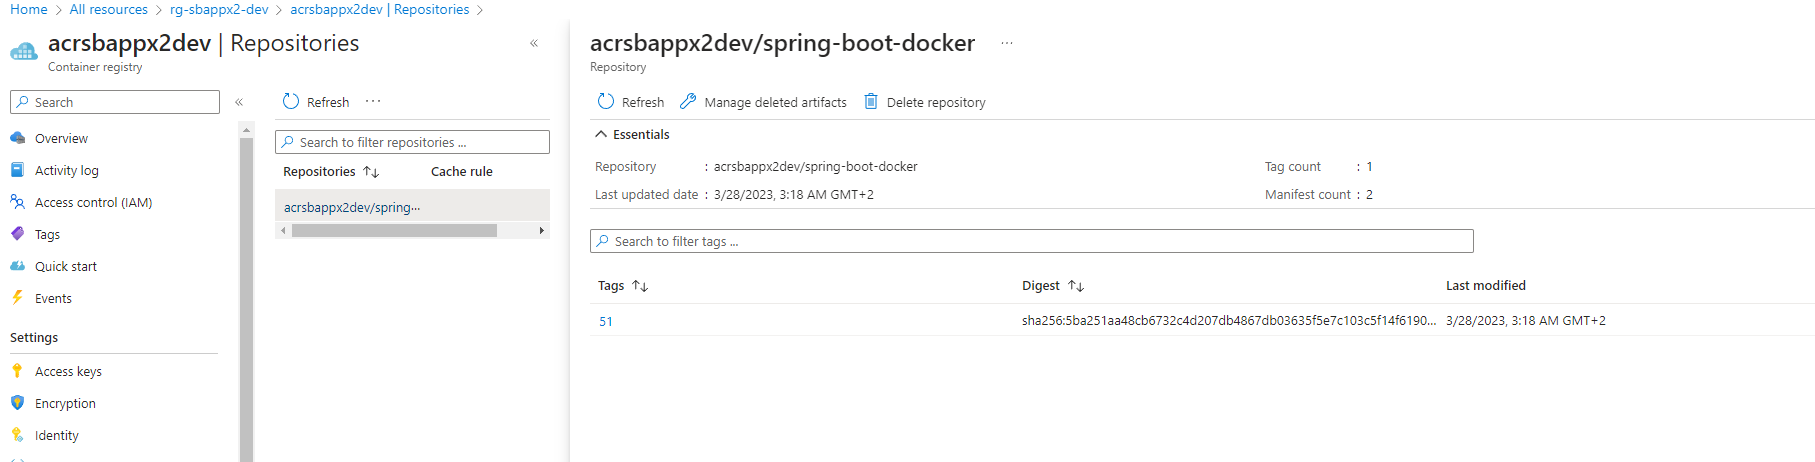 Home > All resources > rg-sbappx2-dev > acrsbappx2dev | Repositories >
acrsbappx2dev | Repositories
Container registry
Search
Overview
Activity log
Access control (IAM)
Tags
Quick start
Events
Settings
Access keys
Encryption
Identity
Refresh ...
Search to filter repositories ...
Repositories Cache rule
acrsbappx2dev/spring...
acrsbappx2dev/spring-boot-docker ...
Repository
Refresh Manage deleted artifacts Delete repository
Essentials
Repository : acrsbappx2dev/spring-boot-docker Tag count : 1
Last updated date : 3/28/2023, 3:18 AM GMT+2 Manifest count : 2
Search to filter tags ...
Tags Digest Last modified
51 sha256:5ba251aa48cb6732c4d207db4867db03635f5e7c103c5f14f6190... 3/28/2023, 3:18 AM GMT+2